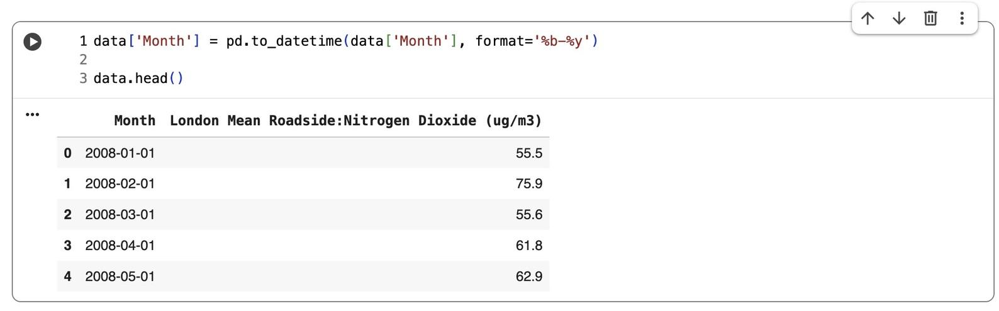 1 data['Month'] = pd.to_datetime(data['Month'], format='%b-%y')
2
3 data.head()
Month London Mean Roadside:Nitrogen Dioxide (ug/m3)
0 2008-01-01 55.5
1 2008-02-01 75.9
2 2008-03-01 55.6
3 2008-04-01 61.8
4 2008-05-01 62.9